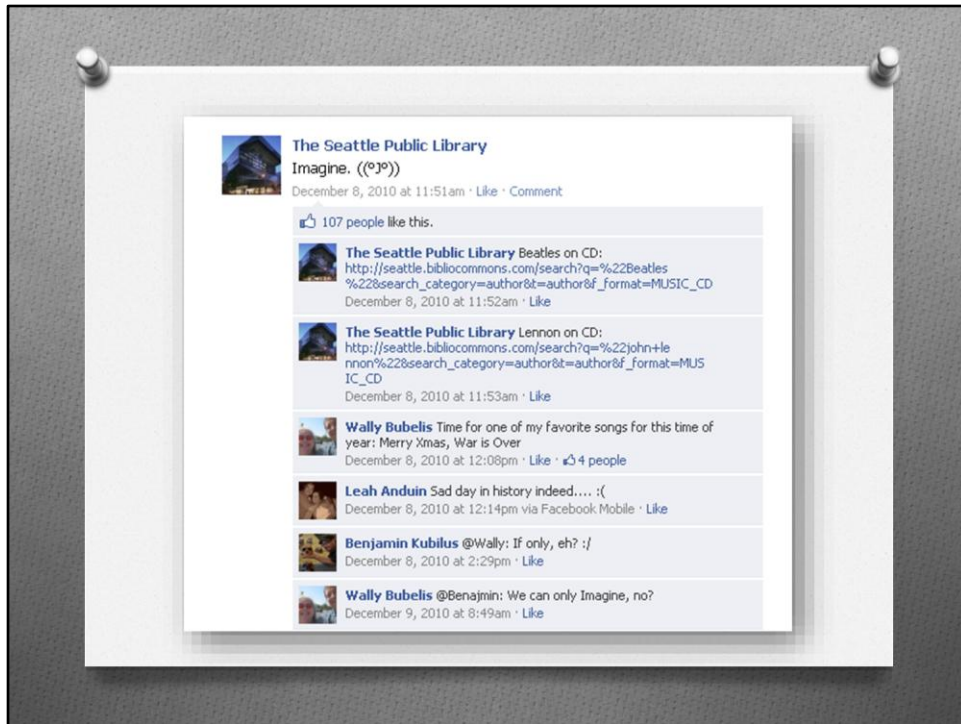 The Seattle Public Library
Imagine. ((ºJº))
December 8, 2010 at 11:51am · Like · Comment
107 people like this.
The Seattle Public Library Beatles on CD:
http://seattle.bibliocommons.com/search?q=%22Beatles
%22&search_category=author&t=author&f_format=MUSIC_CD
December 8, 2010 at 11:52am · Like
The Seattle Public Library Lennon on CD:
http://seattle.bibliocommons.com/search?q=%22john+le
nnon%22&search_category=author&t=author&f_format=MUS
IC_CD
December 8, 2010 at 11:53am · Like
Wally Bubelis Time for one of my favorite songs for this time of
year: Merry Xmas, War is Over
December 8, 2010 at 12:08pm · Like · 4 people
Leah Anduin Sad day in history indeed.... :(
December 8, 2010 at 12:14pm via Facebook Mobile · Like
Benjamin Kubilus @Wally: If only, eh? :/
December 8, 2010 at 2:29pm · Like
Wally Bubelis @Benajmin: We can only Imagine, no?
December 9, 2010 at 8:49am · Like